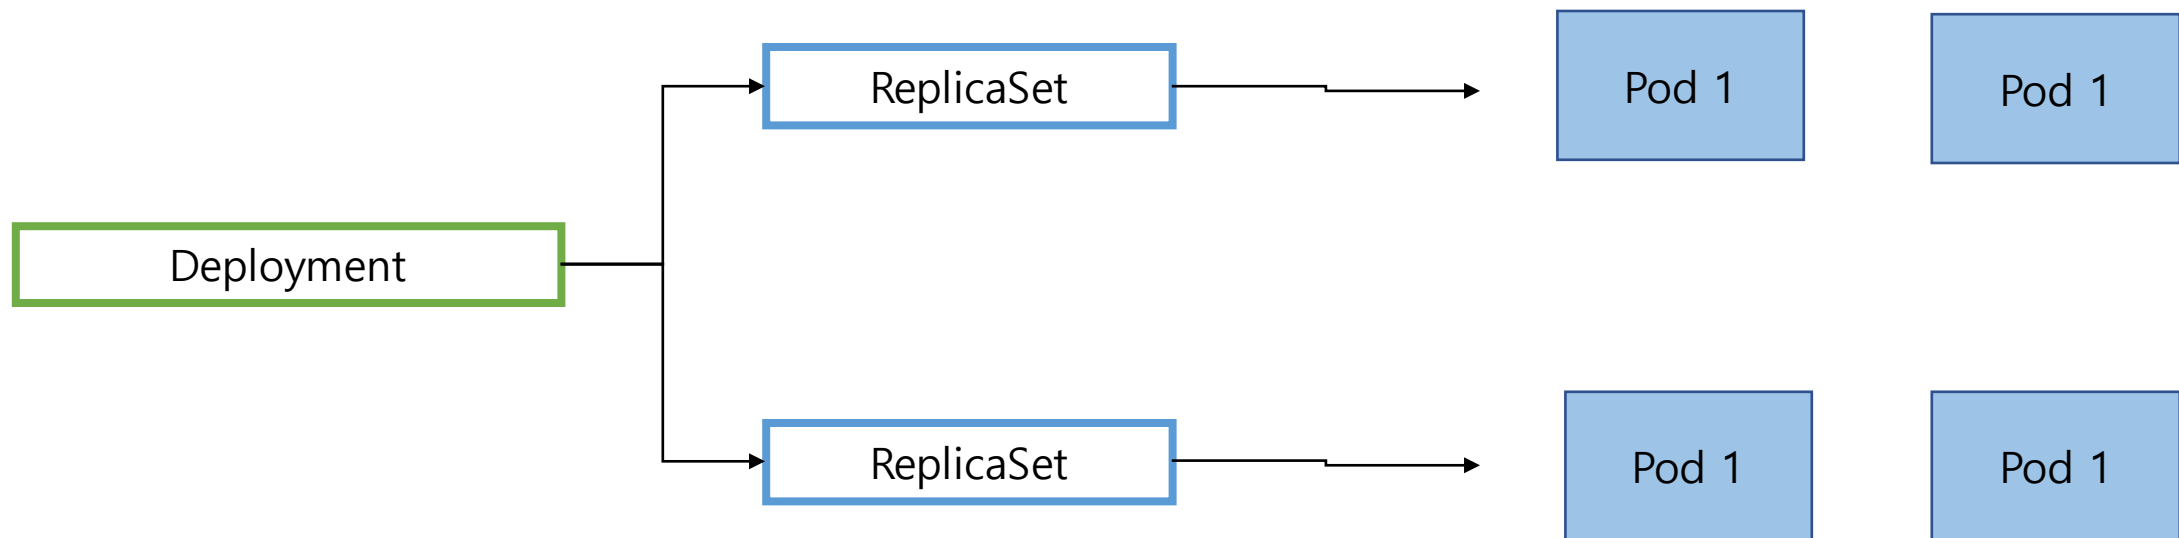 ReplicaSet
Pod 1
Pod 1
Deployment
ReplicaSet
Pod 1
Pod 1